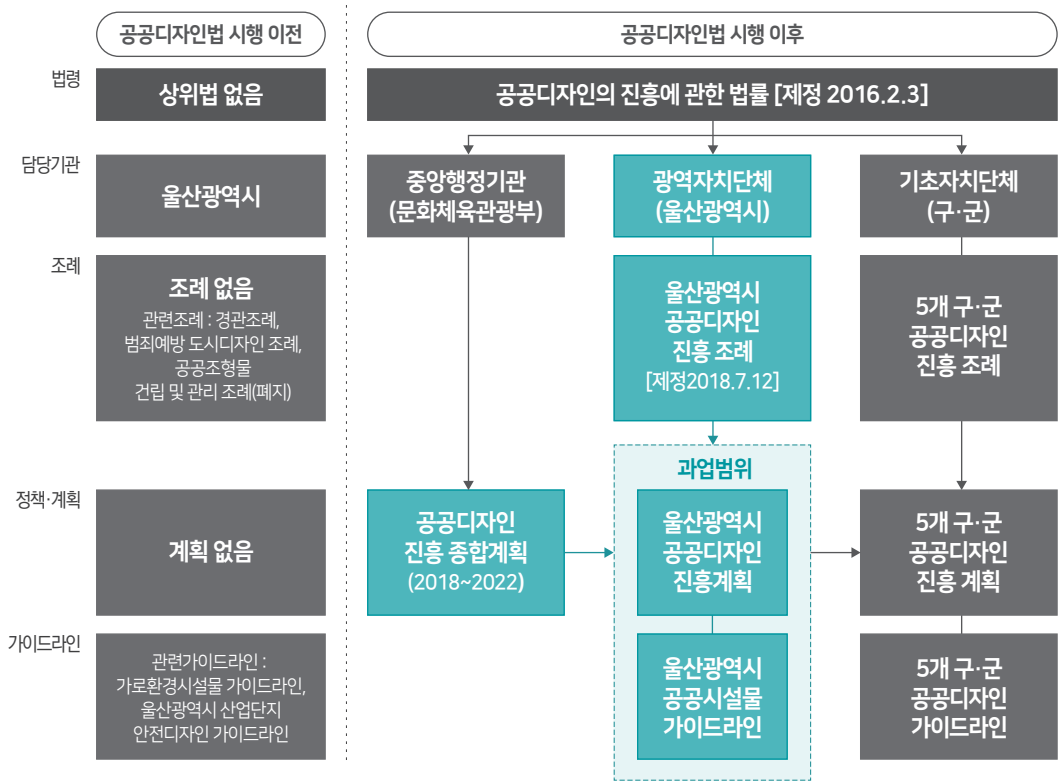 공공디자인법 시행 이전
공공디자인법 시행 이후
법령
상위법 없음
공공디자인의 진흥에 관한 법률 [제정 2016.2.3]
담당기관
울산광역시
중앙행정기관
(문화체육관광부)
광역자치단체
(울산광역시)
기초자치단체
(구·군)
조례
조례 없음
관련조례 : 경관조례,
범죄예방 도시디자인 조례,
공공조형물
건립 및 관리 조례(폐지)
울산광역시
공공디자인
진흥 조례
[제정2018.7.12]
5개 구·군
공공디자인
진흥 조례
과업범위
정책·계획
계획 없음
공공디자인
진흥 종합계획
(2018~2022)
울산광역시
공공디자인
진흥계획
5개 구·군
공공디자인
진흥 계획
가이드라인
관련가이드라인 :
가로환경시설물 가이드라인,
울산광역시 산업단지
안전디자인 가이드라인
울산광역시
공공시설물
가이드라인
5개 구·군
공공디자인
가이드라인